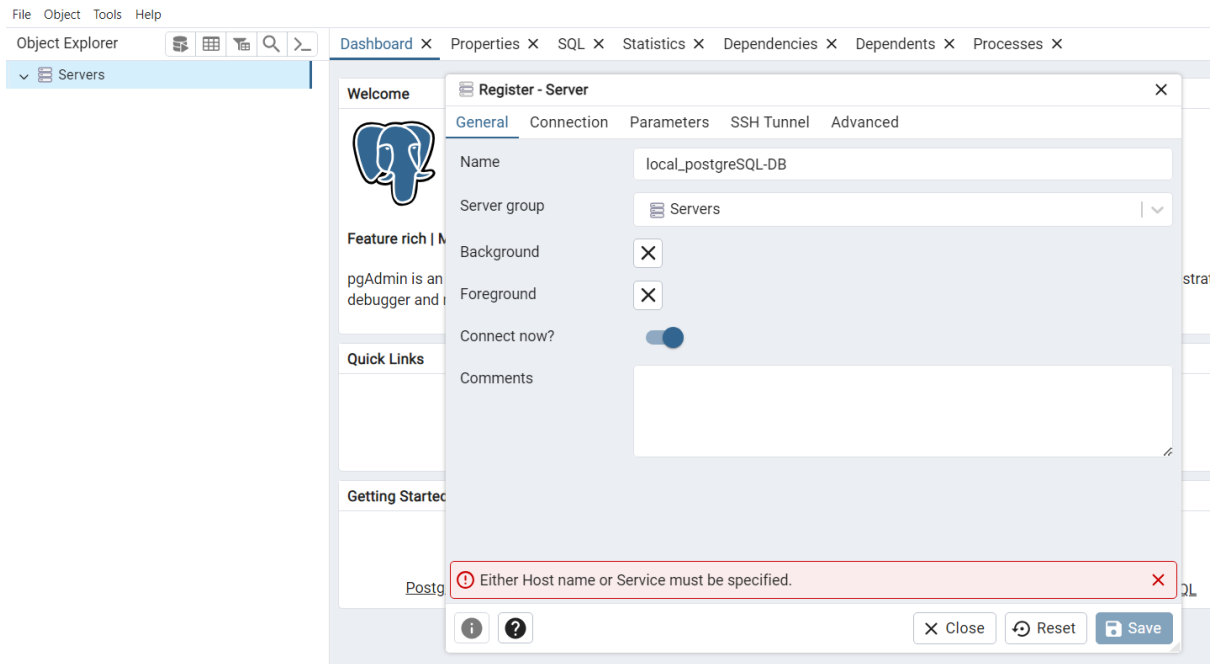 File Object Tools Help
Object Explorer
Dashboard Properties SQL Statistics Dependencies Dependents Processes
Servers
Welcome
Register - Server
General Connection Parameters SSH Tunnel Advanced
Name local_postgreSQL-DB
Server group Servers
Feature rich |
Background
pgAdmin is an
debugger and
Foreground
Connect now?
Quick Links
Comments
Getting Started
Either Host name or Service must be specified.
Postg
QL
Close Reset Save